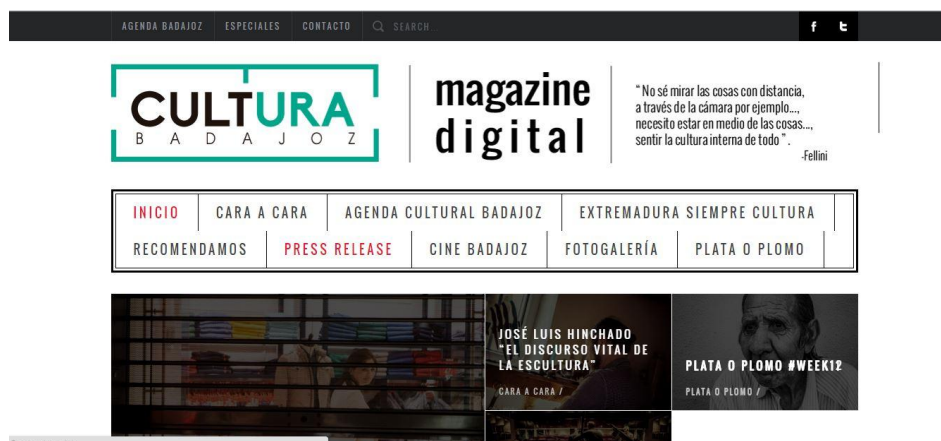 AGENDA BADAJOZ ESPECIALES CONTACTO SEARCH...
CULTURA
BADAJOZ
magazine
digital
“No sé mirar las cosas con distancia,
a través de la cámara por ejemplo...,
necesito estar en medio de las cosas...,
sentir la cultura interna de todo”.
-Fellini
INICIO CARA A CARA AGENDA CULTURAL BADAJOZ EXTREMADURA SIEMPRE CULTURA
RECOMENDAMOS PRESS RELEASE CINE BADAJOZ FOTOGALERÍA PLATA O PLOMO
JOSÉ LUIS HINCHADO
“EL DISCURSO VITAL DE
LA ESCULTURA”
CARA A CARA /
PLATA O PLOMO #WEEK12
PLATA O PLOMO /